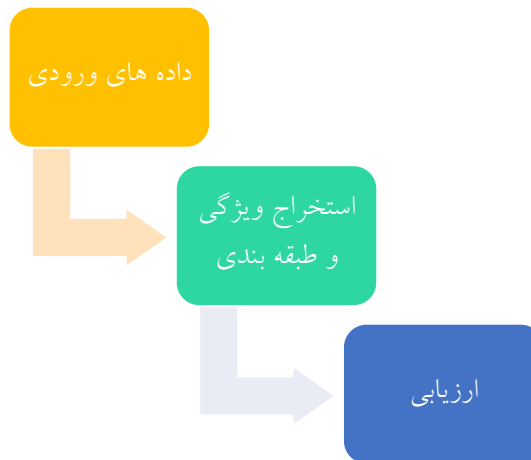 داده های ورودی
استخراج ویژگی
و طبقه بندی
ارزیابی